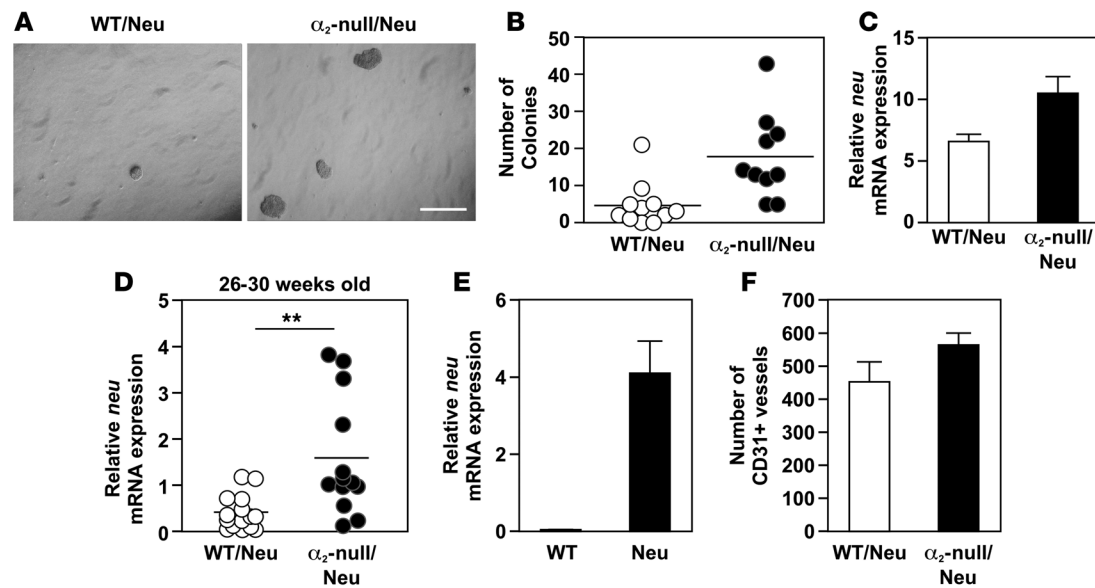 A
WT/Neu
α₂-null/Neu
B
Number of
Colonies
50
40
30
20
10
0
WT/Neu
α₂-null/Neu
C
Relative neu
mRNA expression
15
10
5
0
WT/Neu
α₂-null/
Neu
D
26-30 weeks old
**
Relative neu
mRNA expression
5
4
3
2
1
0
WT/Neu
α₂-null/
Neu
E
Relative neu
mRNA expression
6
4
2
0
WT
Neu
F
Number of
CD31+ vessels
700
600
500
400
300
200
100
0
WT/Neu
α₂-null/
Neu